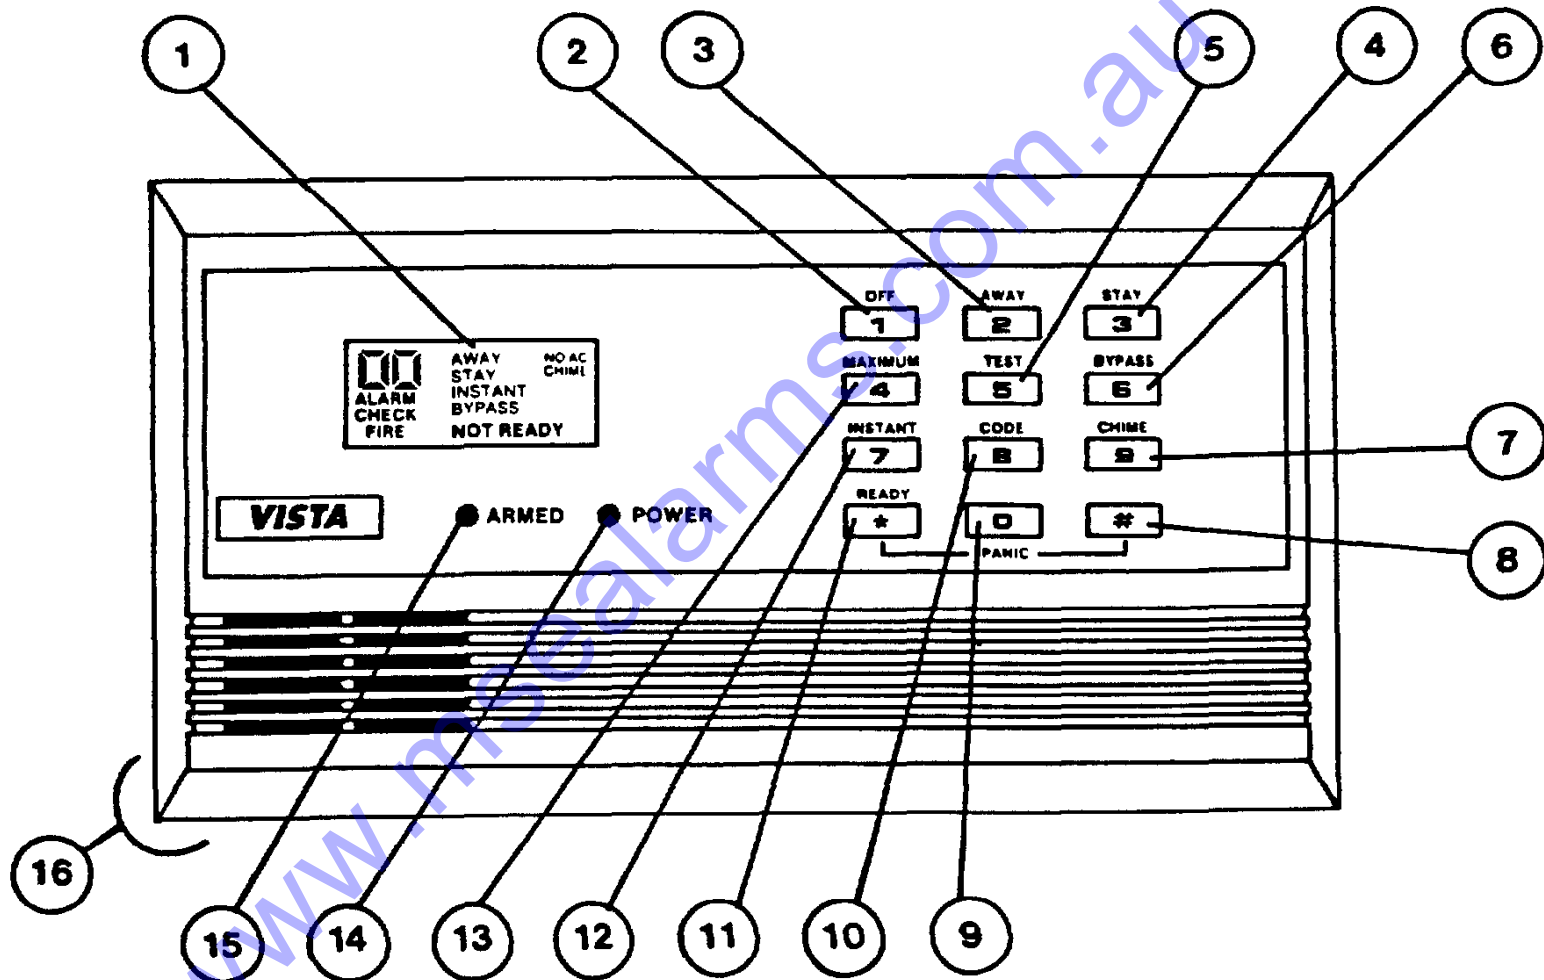 1
2
3
5
4
6
OFF
AWAY
STAY
1
2
3
00
AWAY
NO AC
STAY
CHIME
INSTANT
BYPASS
ALARM
CHECK
FIRE
NOT READY
MAXIMUM
TEST
BYPASS
4
5
6
INSTANT
CODE
CHIME
7
8
9
7
VISTA
ARMED
POWER
READY
*
0
#
PANIC
8
16
15
14
13
12
11
10
9
www.msealarms.com.au